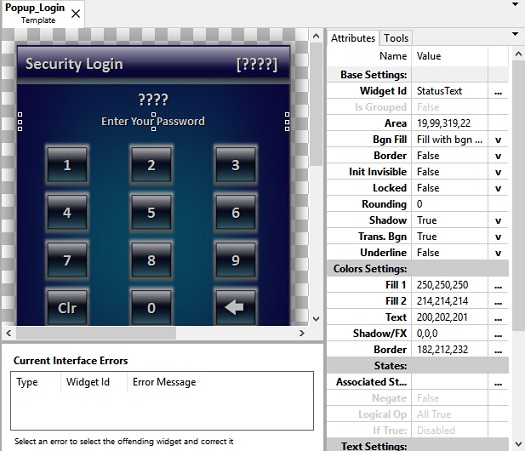 Popup_Login
Template
Security Login [????]
????
Enter Your Password
1 2 3
4 5 6
7 8 9
Clr 0
Current Interface Errors
Type Widget Id Error Message
Select an error to select the offending widget and correct it
Attributes Tools
Name Value
Base Settings:
Widget Id StatusText ...
Is Grouped False
Area 19,99,319,22
Bgn Fill Fill with bgn ... v
Border False v
Init Invisible False v
Locked False v
Rounding 0
Shadow True v
Trans. Bgn True v
Underline False v
Colors Settings:
Fill 1 250,250,250 ...
Fill 2 214,214,214 ...
Text 200,202,201 ...
Shadow/FX 0,0,0 ...
Border 182,212,232 ...
States:
Associated St... ...
Negate False
Logical Op All True
If True: Disabled
Text Settings: